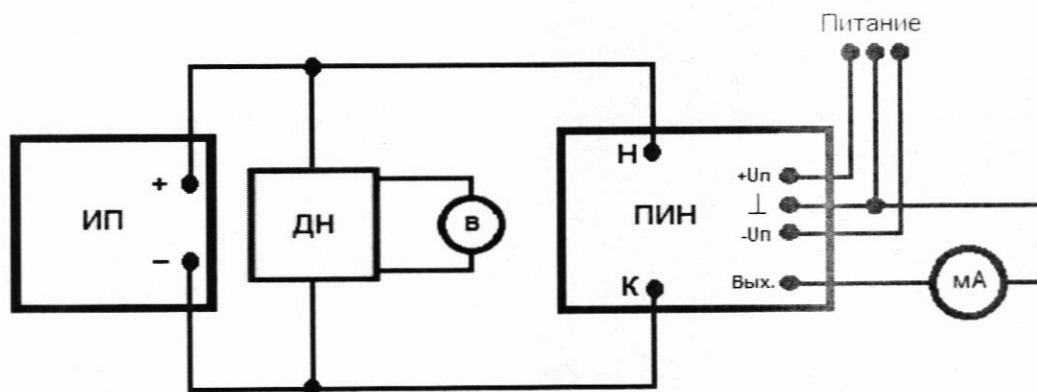 Питание
+
ИП
−
ДН
В
Н
ПИН
К
+Uп
⊥
-Uп
Вых.
мА